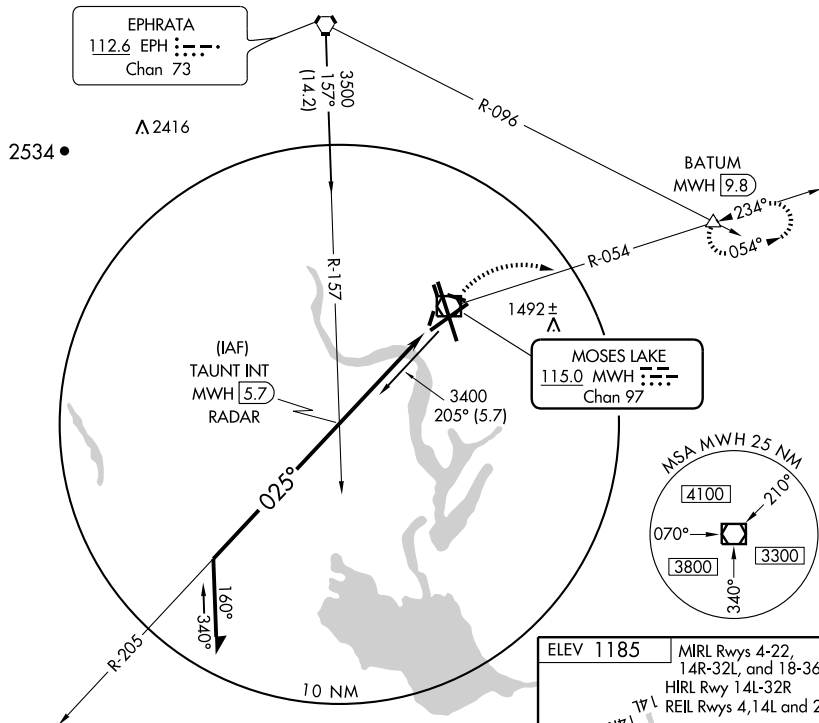 EPHRATA
112.6 EPH
Chan 73
3500
157°
(14.2)
2416
2534
R-096
BATUM
MWH 9.8
234°
054°
R-054
R-157
1492±
(IAF)
TAUNT INT
MWH 5.7
RADAR
MOSES LAKE
115.0 MWH
Chan 97
3400
205° (5.7)
025°
MSA MWH 25 NM
4100
210°
070°
3800
3300
340°
160°
340°
R-205
10 NM
ELEV 1185
MIRL Rwys 4-22,
14R-32L, and 18-36
HIRL Rwy 14L-32R
REIL Rwys 4,14L and 2
14L